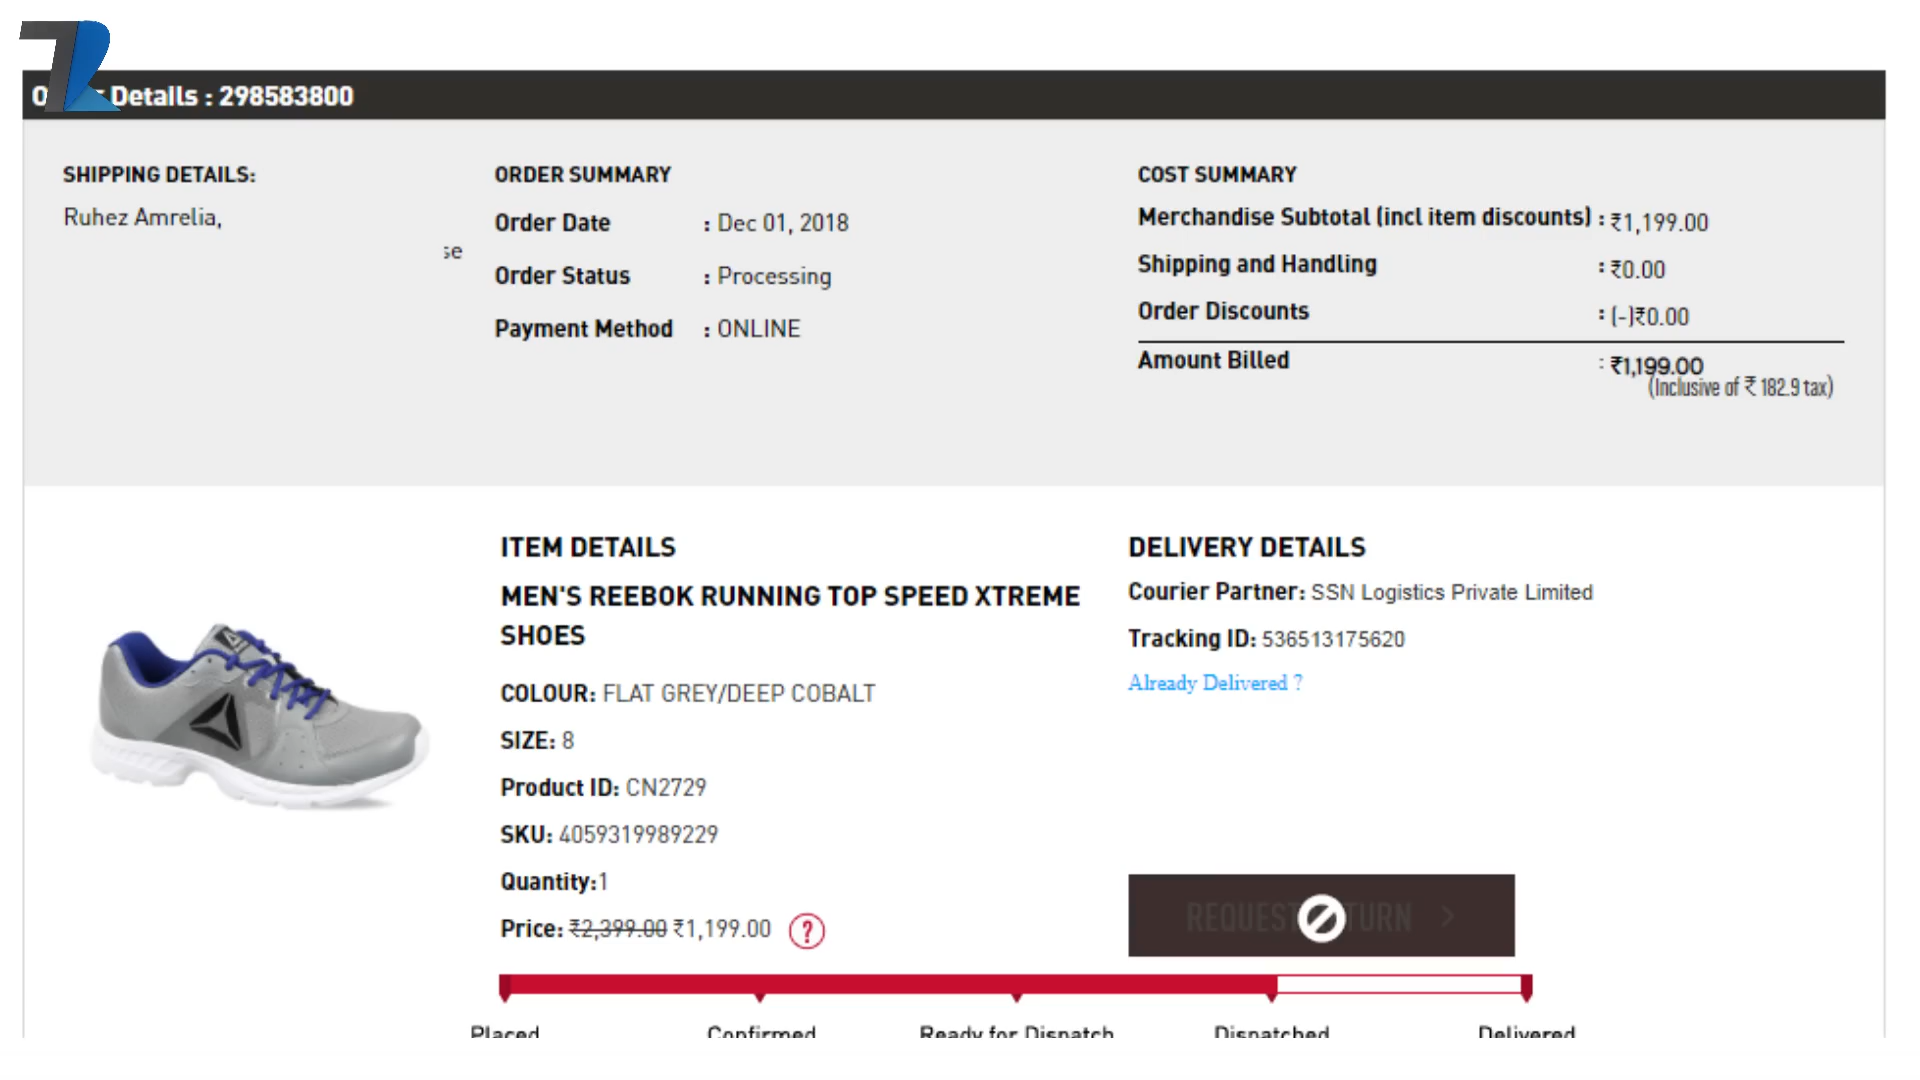 Details : 298583800
SHIPPING DETAILS:
Ruhez Amrelia,
ORDER SUMMARY
Order Date : Dec 01, 2018
Order Status : Processing
Payment Method : ONLINE
COST SUMMARY
Merchandise Subtotal (incl item discounts) : ₹1,199.00
Shipping and Handling : ₹0.00
Order Discounts : (-)₹0.00
Amount Billed : ₹1,199.00
(Inclusive of ₹ 182.9 tax)
ITEM DETAILS
MEN'S REEBOK RUNNING TOP SPEED XTREME
SHOES
COLOUR: FLAT GREY/DEEP COBALT
SIZE: 8
Product ID: CN2729
SKU: 4059319989229
Quantity:1
Price: ₹2,399.00 ₹1,199.00 ?
DELIVERY DETAILS
Courier Partner: SSN Logistics Private Limited
Tracking ID: 536513175620
Already Delivered ?
REQUEST >
Placed Confirmed Ready for Dispatch Dispatched Delivered